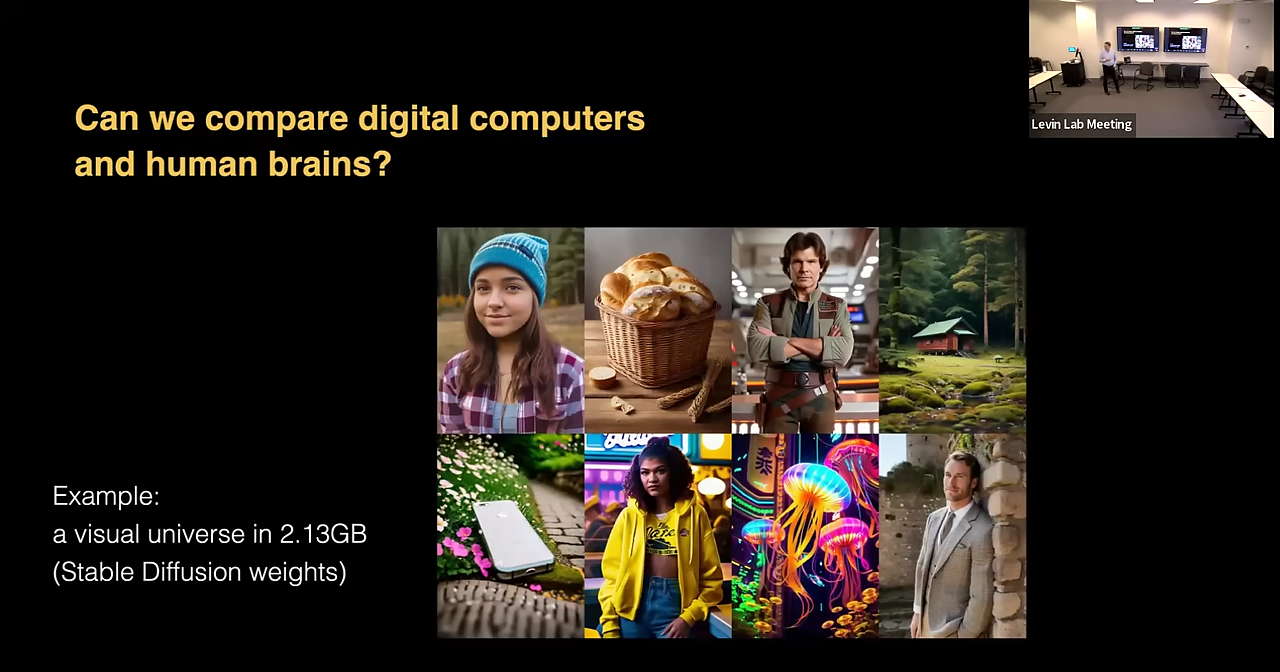 Can we compare digital computers
and human brains?
Levin Lab Meeting
Example:
a visual universe in 2.13GB
(Stable Diffusion weights)